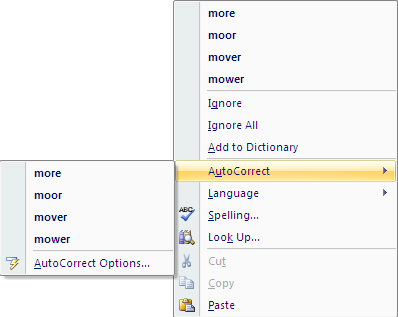 more
moor
mover
mower
Ignore
Ignore All
Add to Dictionary
AutoCorrect
Language
ABC
Spelling...
Look Up...
Cut
Copy
Paste
more
moor
mover
mower
AutoCorrect Options...